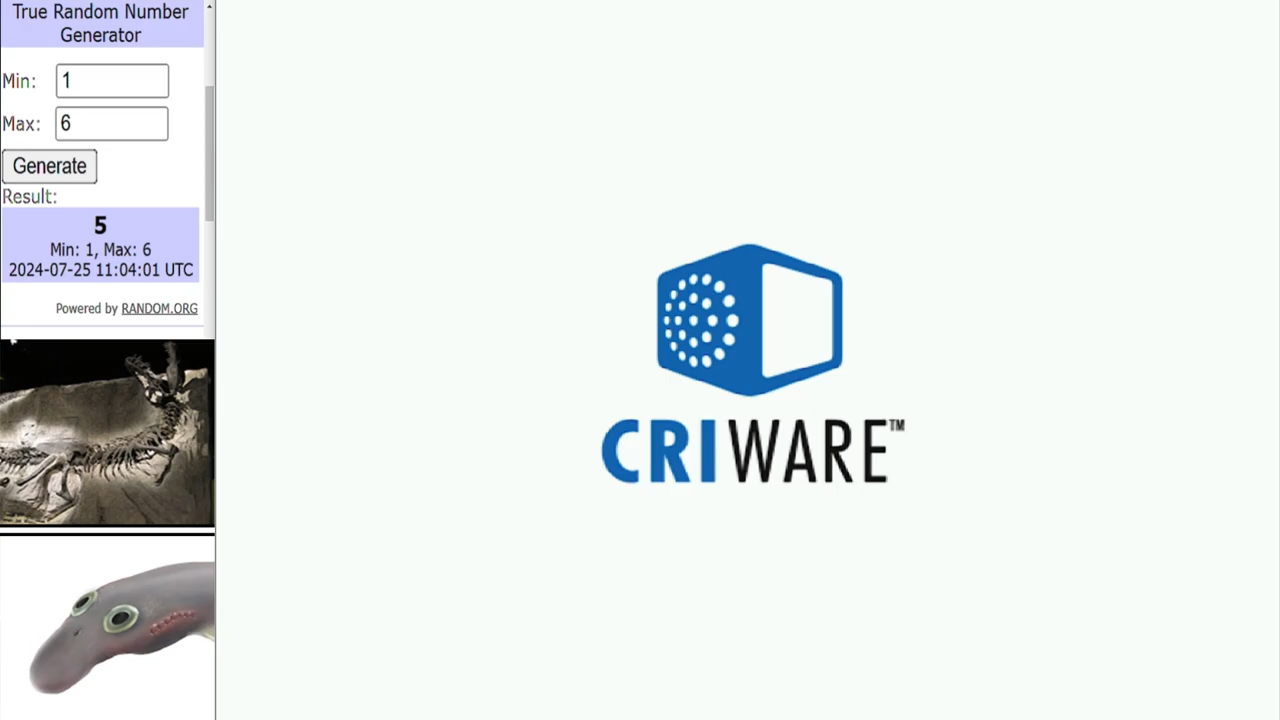 True Random Number
Generator
Min: 1
Max: 6
Generate
Result:
5
Min: 1, Max: 6
2024-07-25 11:04:01 UTC
Powered by RANDOM.ORG
CRIWARE™